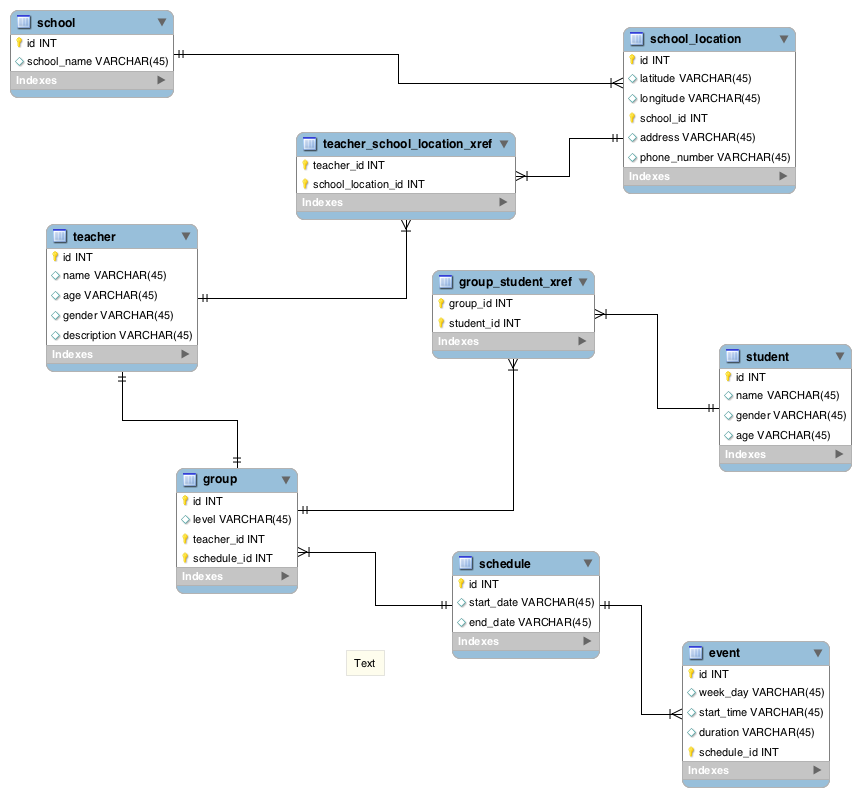 school
id INT
school_name VARCHAR(45)
Indexes
school_location
id INT
latitude VARCHAR(45)
longitude VARCHAR(45)
school_id INT
address VARCHAR(45)
phone_number VARCHAR(45)
Indexes
teacher_school_location_xref
teacher_id INT
school_location_id INT
Indexes
teacher
id INT
name VARCHAR(45)
age VARCHAR(45)
gender VARCHAR(45)
description VARCHAR(45)
Indexes
group_student_xref
group_id INT
student_id INT
Indexes
student
id INT
name VARCHAR(45)
gender VARCHAR(45)
age VARCHAR(45)
Indexes
group
id INT
level VARCHAR(45)
teacher_id INT
schedule_id INT
Indexes
schedule
id INT
start_date VARCHAR(45)
end_date VARCHAR(45)
Indexes
Text
event
id INT
week_day VARCHAR(45)
start_time VARCHAR(45)
duration VARCHAR(45)
schedule_id INT
Indexes